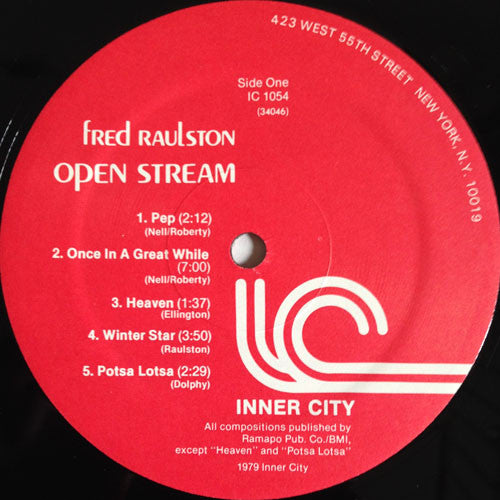 423 WEST 55TH STREET NEW YORK, N.Y. 10019
Side One
IC 1054
(34046)
fred RAULSTON
OPEN STREAM
1. Pep (2:12)
(Nell/Roberty)
2. Once In A Great While
(7:00)
(Nell/Roberty)
3. Heaven (1:37)
(Ellington)
4. Winter Star (3:50)
(Raulston)
5. Potsa Lotsa (2:29)
(Dolphy)
IC
INNER CITY
All compositions published by
Ramapo Pub. Co./BMI,
except "Heaven" and "Potsa Lotsa"
1979 Inner City